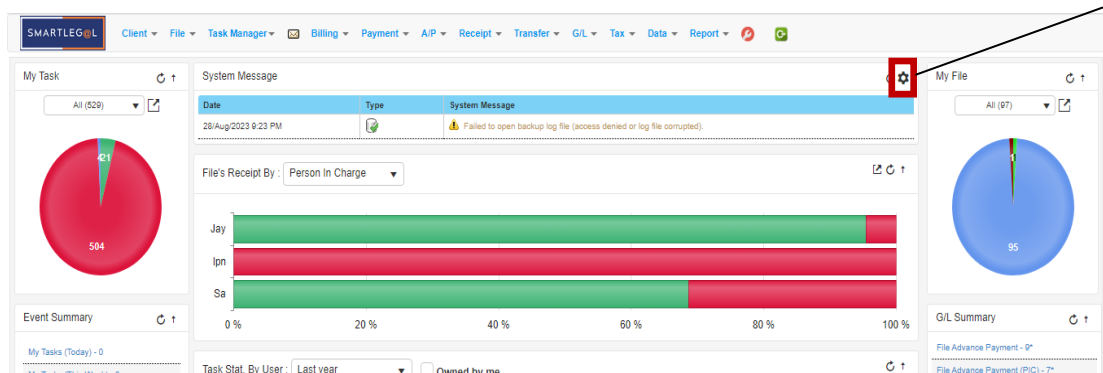 SMARTLEG@L Client File Task Manager Billing Payment A/P Receipt Transfer G/L Tax Data Report
My Task
All (529)
421
504
System Message
Date Type System Message
28/Aug/2023 9:23 PM Failed to open backup log file (access denied or log file corrupted).
File's Receipt By : Person In Charge
Jay
Ipn
Sa
0 % 20 % 40 % 60 % 80 % 100 %
My File
All (97)
95
Event Summary
My Tasks (Today) - 0
Task Stat. By User : Last year Owned by me
G/L Summary
File Advance Payment - 9*
File Advance Payment (PIC) - 7*